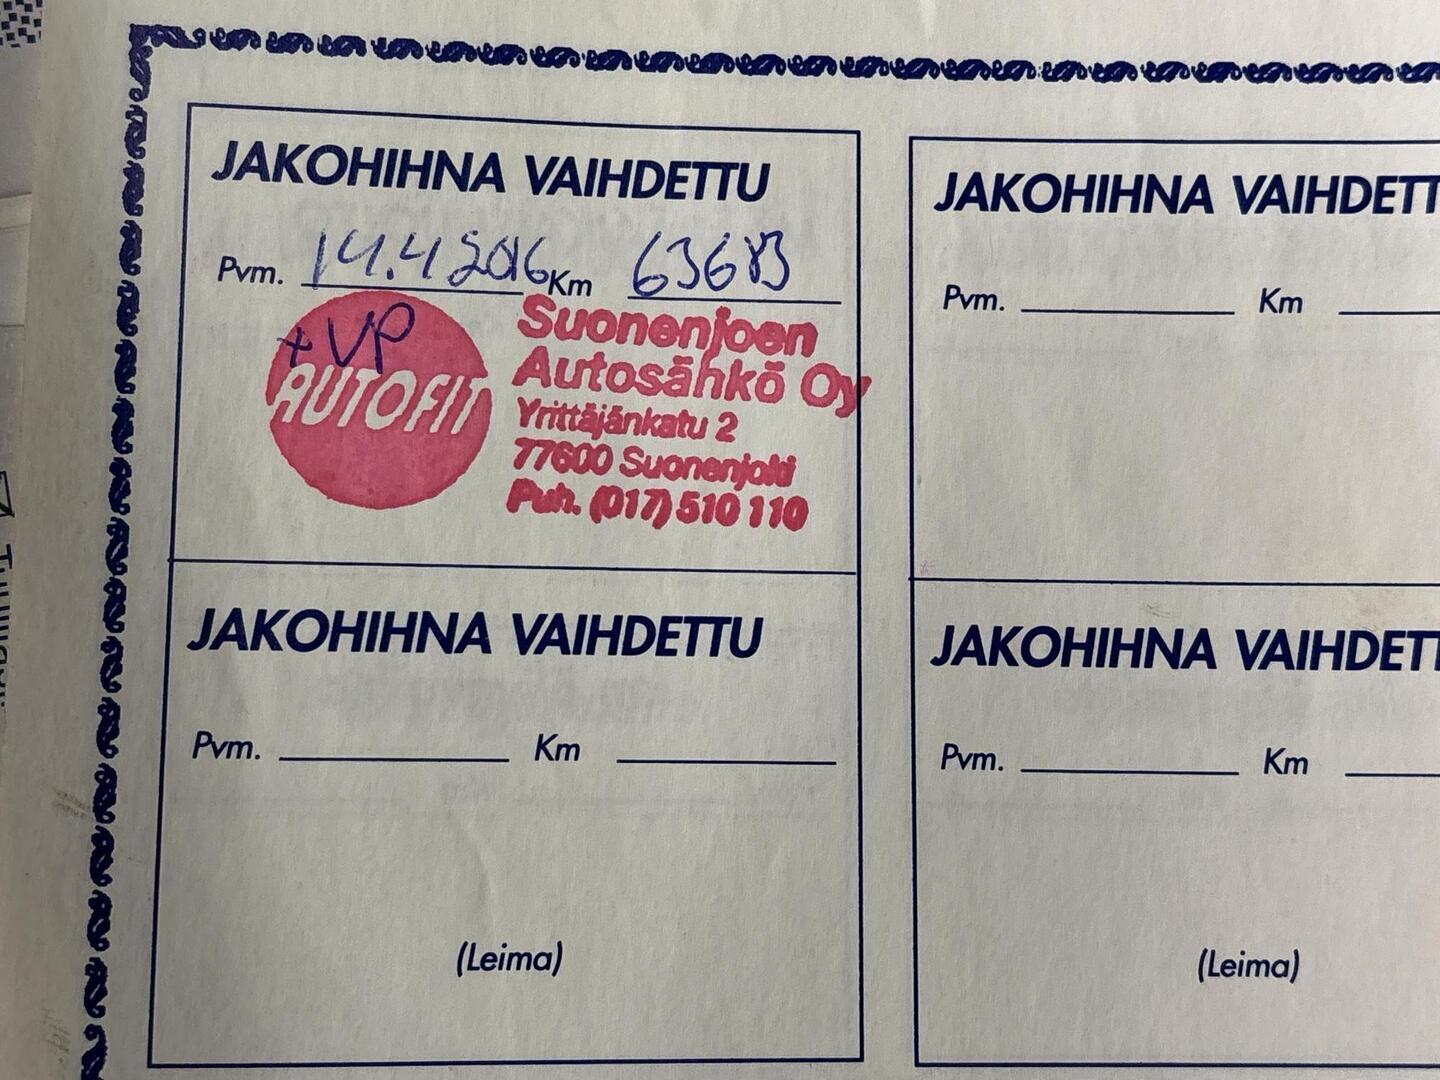 JAKOHIHNA VAIHDETTU
Pvm. 14.4 2016 Km 63683
+ VP
AUTOFIT
Suonenjoen
Autosähkö Oy
Yrittäjänkatu 2
77600 Suonenjoki
Puh. (017) 510 110
JAKOHIHNA VAIHDETT
Pvm. Km
JAKOHIHNA VAIHDETTU
Pvm. Km
(Leima)
JAKOHIHNA VAIHDETT
Pvm. Km
(Leima)